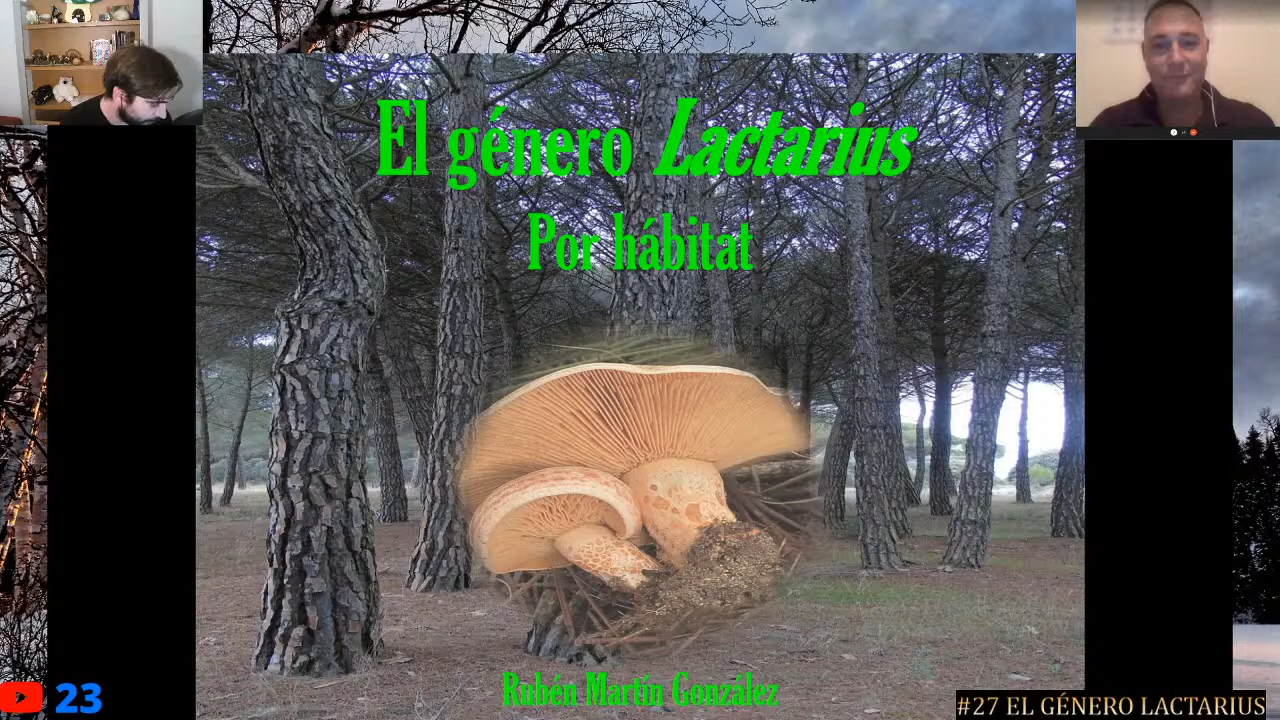 El género Lactarius
Por hábitat
Rubén Martín González
23
#27 EL GÉNERO LACTARIUS